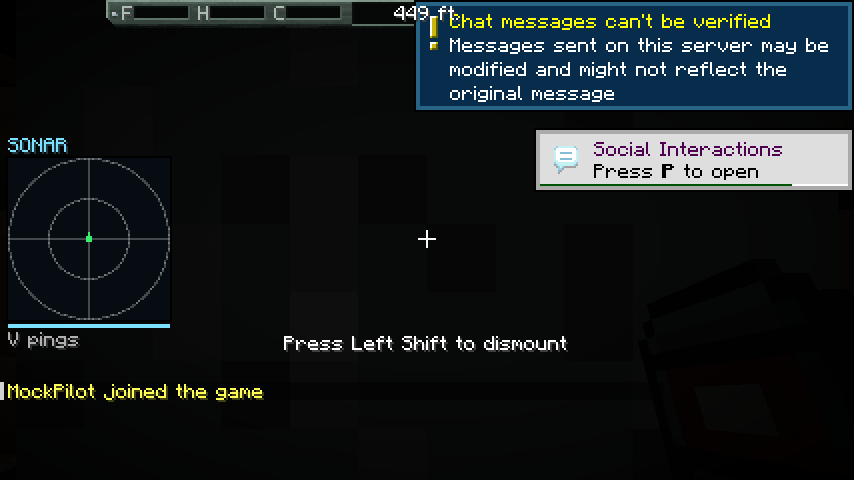 F H C 449 ft
Chat messages can't be verified
Messages sent on this server may be
modified and might not reflect the
original message
SONAR
Social Interactions
Press P to open
V pings
Press Left Shift to dismount
MockPilot joined the game